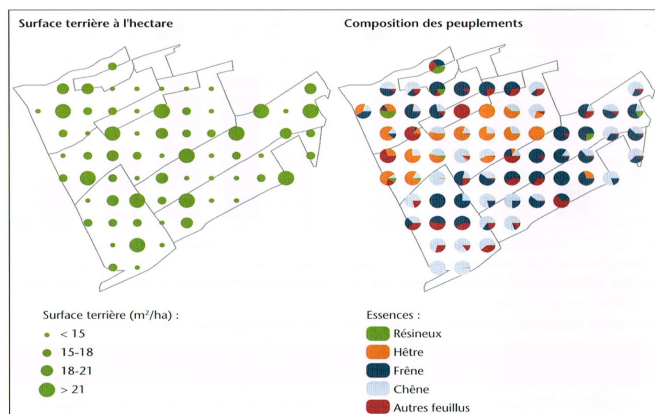 Surface terrière à l'hectare
Composition des peuplements
Surface terrière (m²/ha) :
< 15
15-18
18-21
> 21
Essences :
Résineux
Hêtre
Frêne
Chêne
Autres feuillus